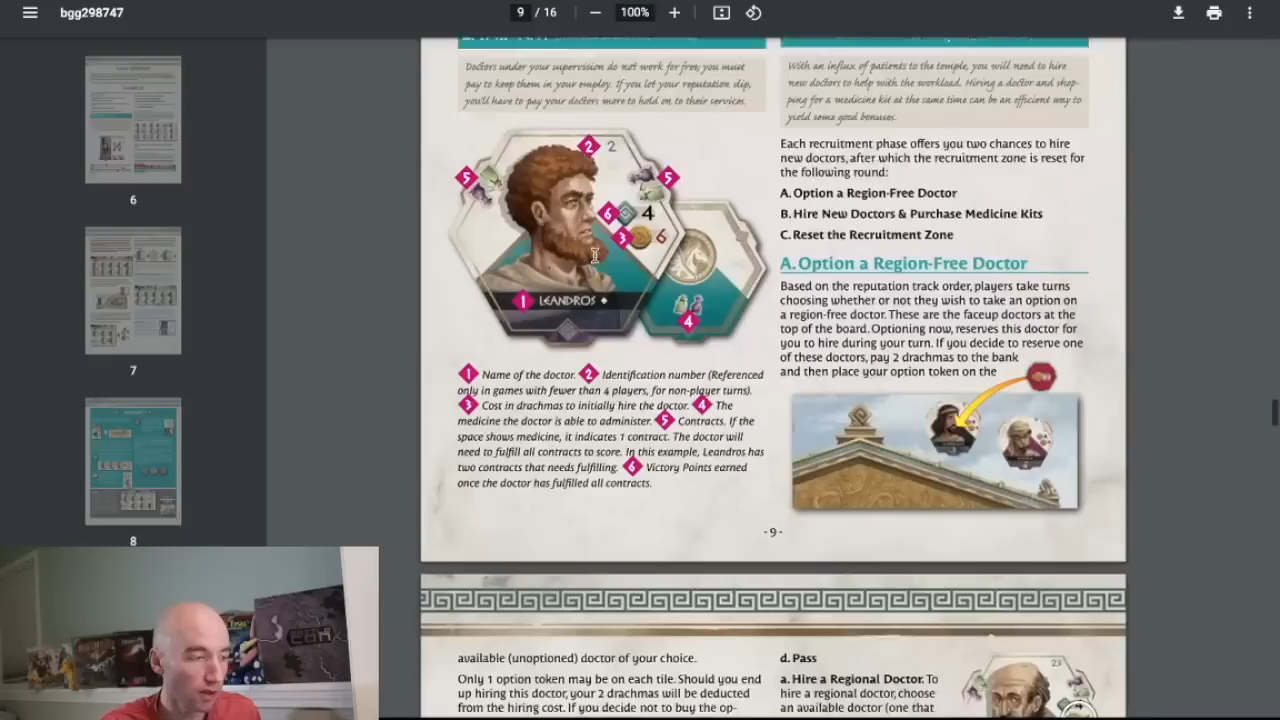 bgg298747
9 / 16
100%
6
7
8
Doctors under your supervision do not work for free; you must
pay to keep them in your employ. If you let your reputation slip,
you'll have to pay your doctors more to hold on to their services.
2 2
5
5
6 4
3 6
1 LEANDROS
4
1 Name of the doctor. 2 Identification number (Referenced
only in games with fewer than 4 players, for non-player turns).
3 Cost in drachmas to initially hire the doctor. 4 The
medicine the doctor is able to administer. 5 Contracts. If the
space shows medicine, it indicates 1 contract. The doctor will
need to fulfill all contracts to score. In this example, Leandros has
two contracts that needs fulfilling. 6 Victory Points earned
once the doctor has fulfilled all contracts.
With an influx of patients to the temple, you will need to hire
new doctors to help with the workload. Hiring a doctor and shop-
ping for a medicine kit at the same time can be an efficient way to
yield some good bonuses.
Each recruitment phase offers you two chances to hire
new doctors, after which the recruitment zone is reset for
the following round:
A. Option a Region-Free Doctor
B. Hire New Doctors & Purchase Medicine Kits
C. Reset the Recruitment Zone
A. Option a Region-Free Doctor
Based on the reputation track order, players take turns
choosing whether or not they wish to take an option on
a region-free doctor. These are the faceup doctors at the
top of the board. Optioning now, reserves this doctor for
you to hire during your turn. If you decide to reserve one
of these doctors, pay 2 drachmas to the bank
and then place your option token on the
-9-
available (unoptioned) doctor of your choice.
Only 1 option token may be on each tile. Should you end
up hiring this doctor, your 2 drachmas will be deducted
from the hiring cost. If you decide not to buy the op-
d. Pass
a. Hire a Regional Doctor. To
hire a regional doctor, choose
an available doctor (one that
23